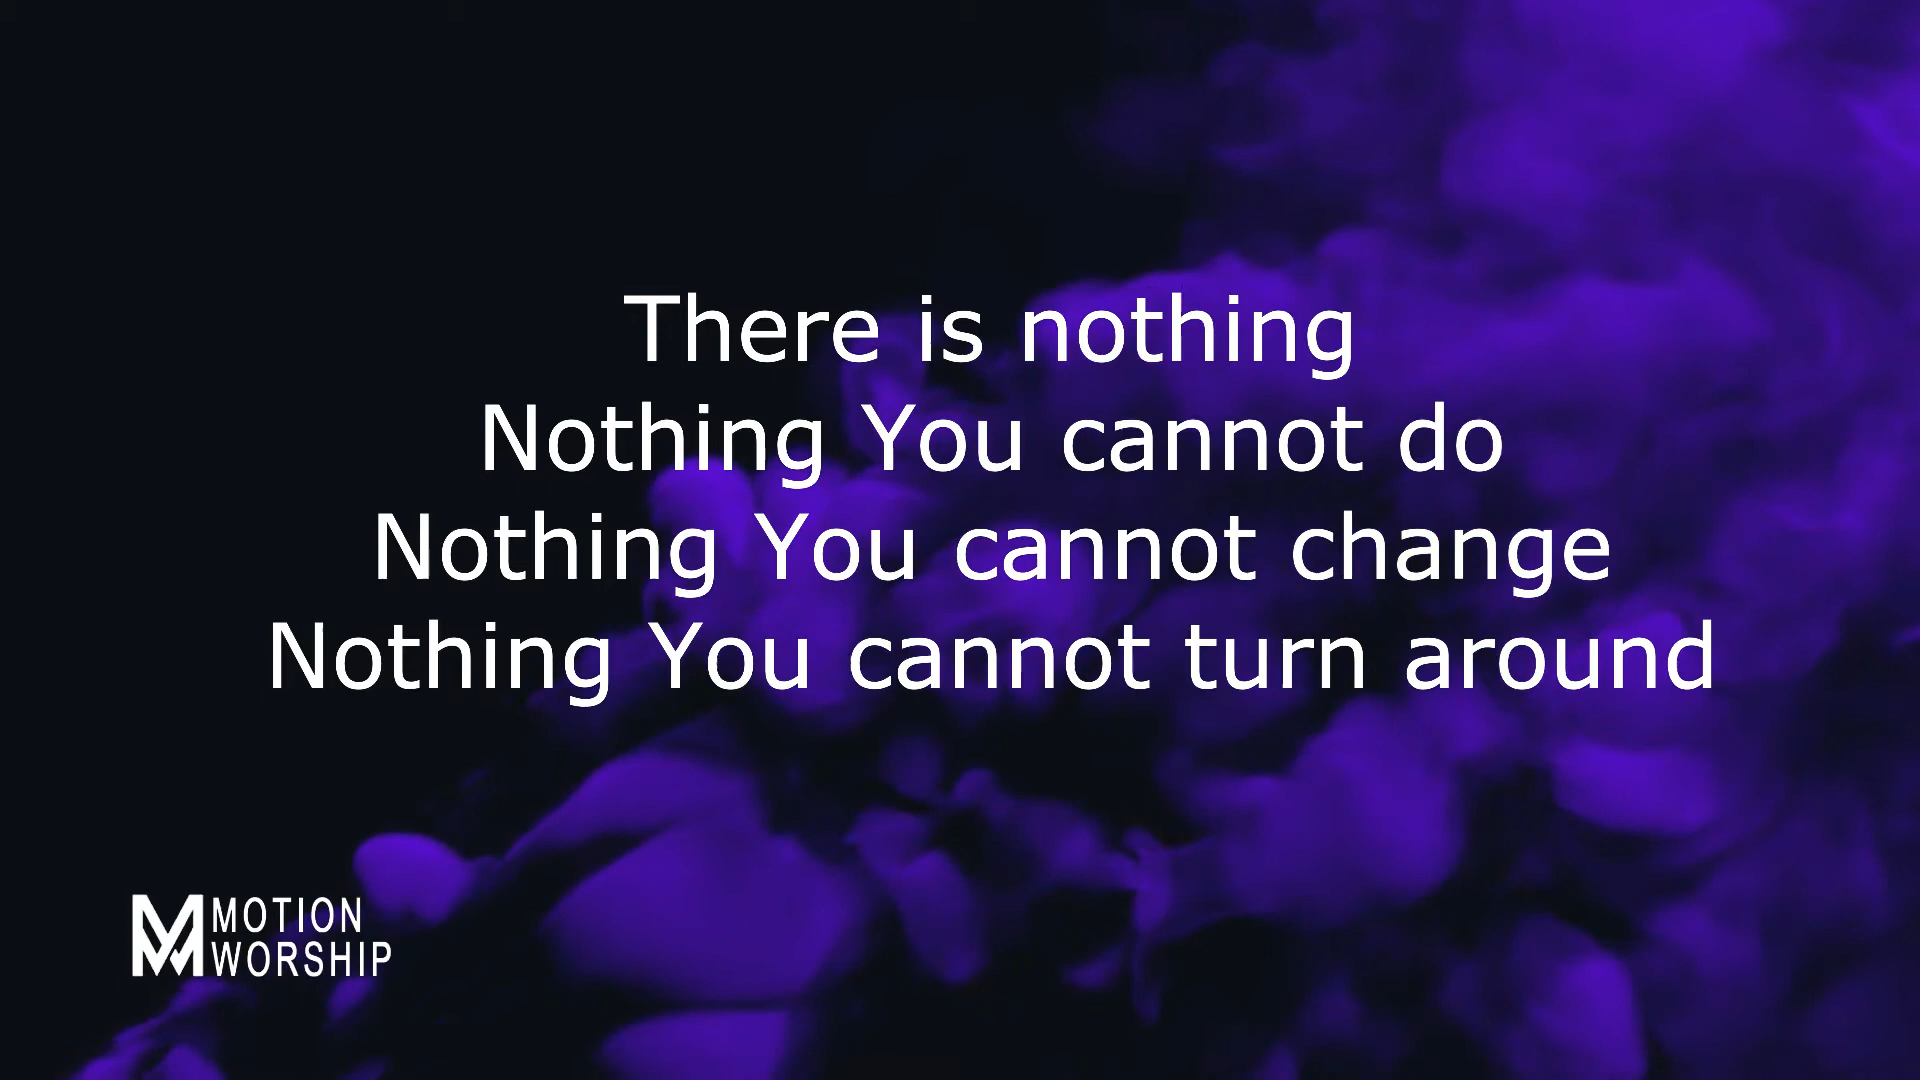 There is nothing
Nothing You cannot do
Nothing You cannot change
Nothing You cannot turn around
MOTION
WORSHIP